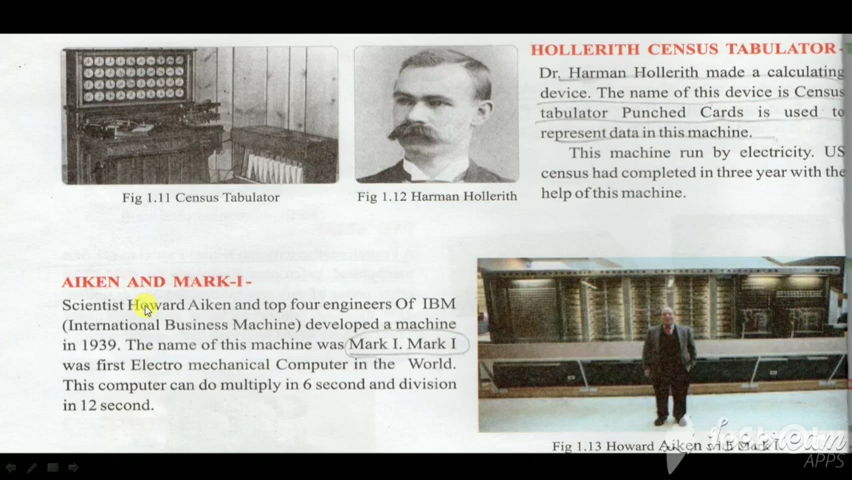 HOLLERITH CENSUS TABULATOR-
Dr. Harman Hollerith made a calculating
device. The name of this device is Census
tabulator Punched Cards is used to
represent data in this machine.
This machine run by electricity. US
census had completed in three year with the
help of this machine.
Fig 1.11 Census Tabulator
Fig 1.12 Harman Hollerith
AIKEN AND MARK-I-
Scientist Howard Aiken and top four engineers Of IBM
(International Business Machine) developed a machine
in 1939. The name of this machine was Mark I. Mark I
was first Electro mechanical Computer in the World.
This computer can do multiply in 6 second and division
in 12 second.
Fig 1.13 Howard Aiken with Mark I.
APPS